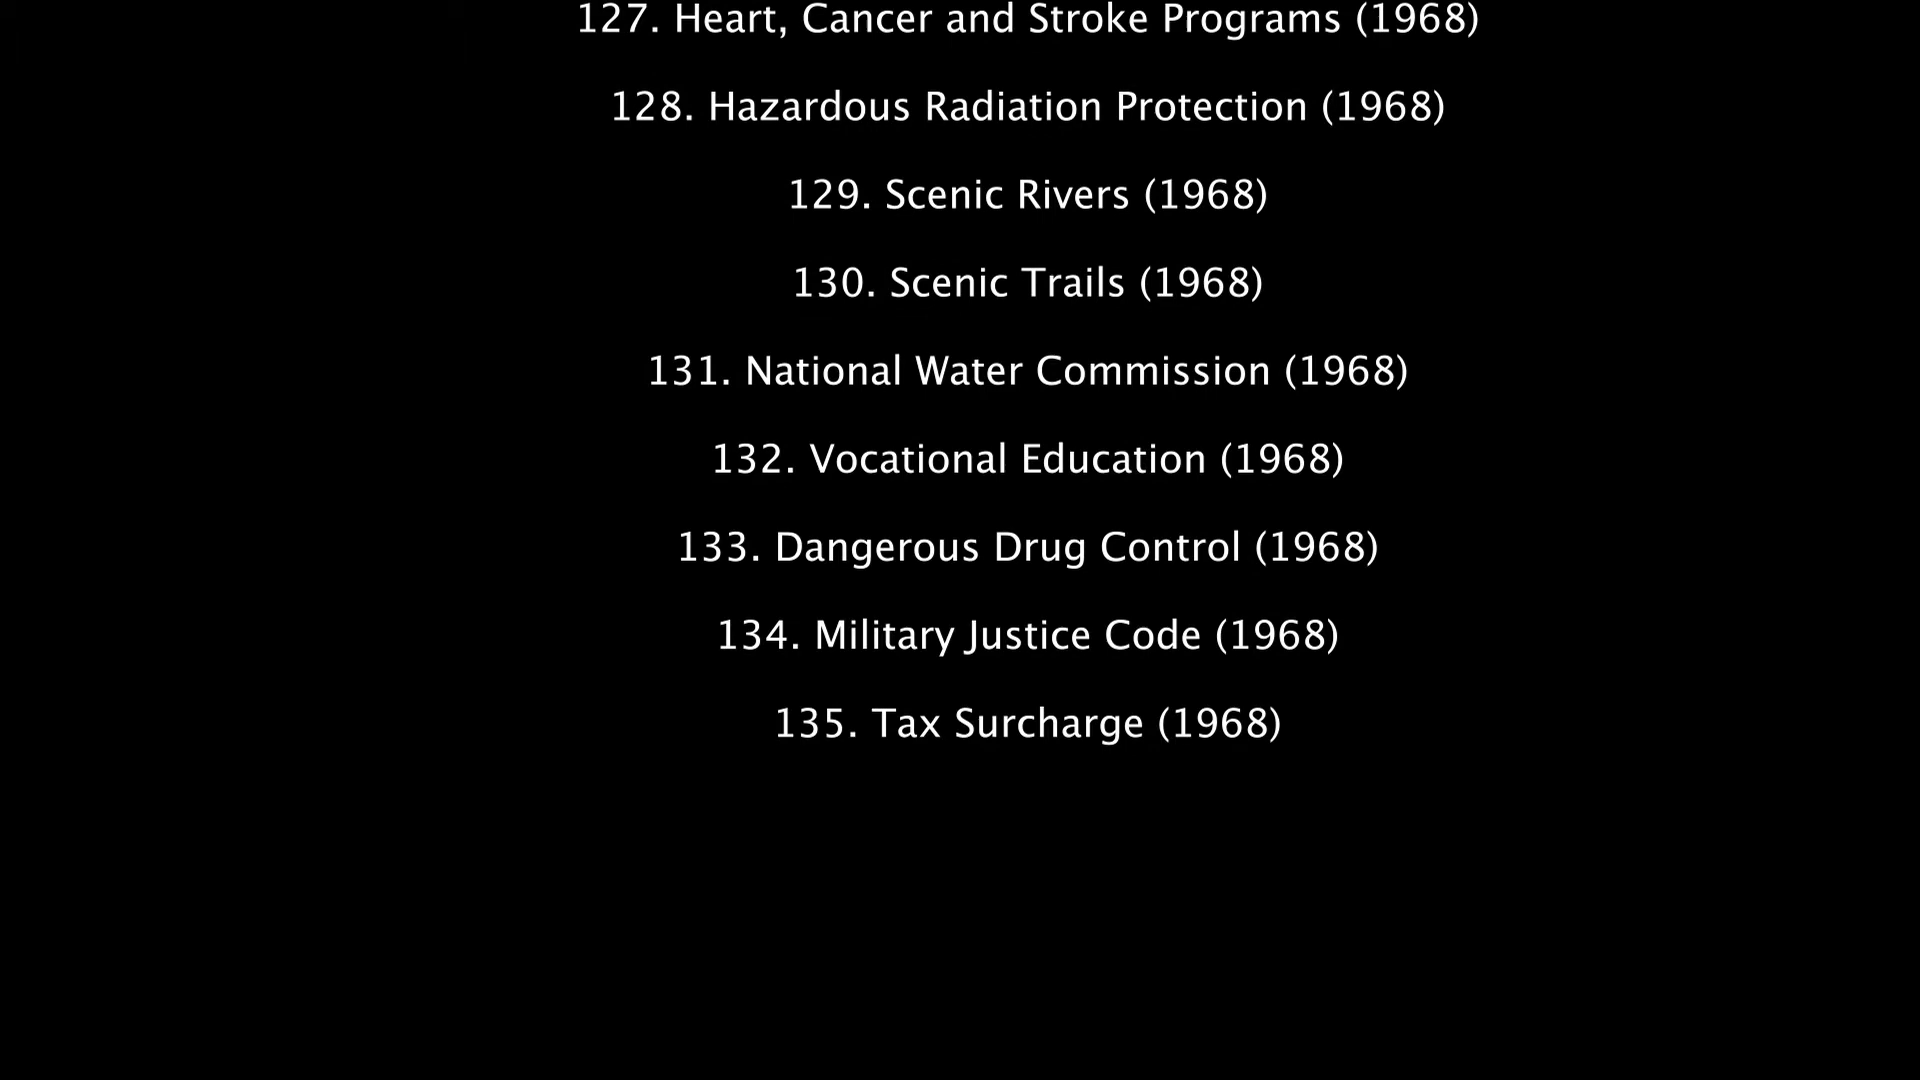 127. Heart, Cancer and Stroke Programs (1968)
128. Hazardous Radiation Protection (1968)
129. Scenic Rivers (1968)
130. Scenic Trails (1968)
131. National Water Commission (1968)
132. Vocational Education (1968)
133. Dangerous Drug Control (1968)
134. Military Justice Code (1968)
135. Tax Surcharge (1968)